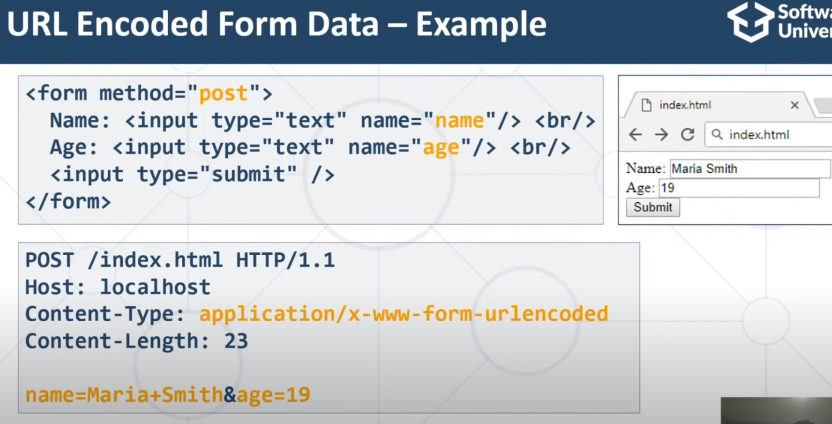 URL Encoded Form Data – Example
<form method="post">
Name: <input type="text" name="name"/> <br/>
Age: <input type="text" name="age"/> <br/>
<input type="submit" />
</form>
index.html
index.html
Name: Maria Smith
Age: 19
Submit
POST /index.html HTTP/1.1
Host: localhost
Content-Type: application/x-www-form-urlencoded
Content-Length: 23
name=Maria+Smith&age=19